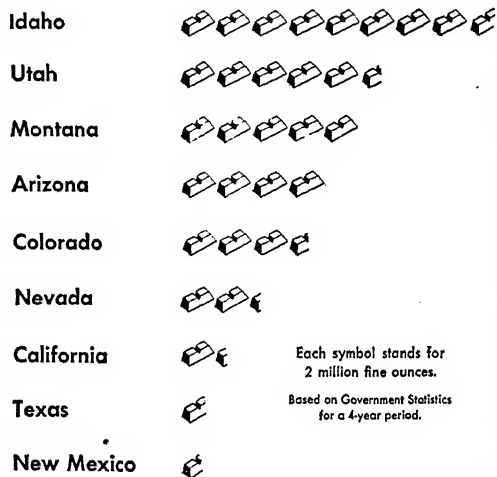 Idaho
Utah
Montana
Arizona
Colorado
Nevada
California
Each symbol stands for
2 million fine ounces.
Texas
Based on Government Statistics
for a 4-year period.
New Mexico